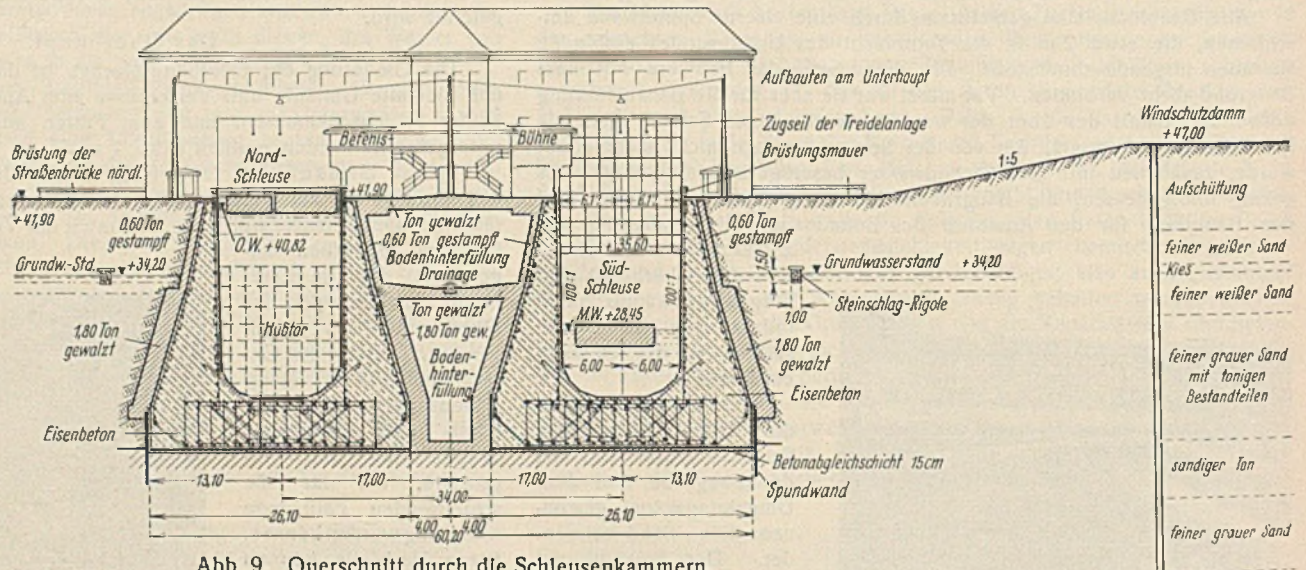 Aufbauten am Unterhaupt
Zugseil der Treidelanlage
Brüstungsmauer
Windschutzdamm
+47,00
1:5
Befehls-
Bühne
Brüstung der
Straßenbrücke nördl.
+41,90
Nord-
Schleuse
+41,90
O.W. +40,82
0,60 Ton
gestampft
Grundw.-Std. +34,20
1,80 Ton
gewalzt
Hubtor
Eisenbeton
Ton gewalzt
0,60 Ton gestampft
Bodenhinterfüllung
Drainage
Ton gewalzt
1,80 Ton gew.
Boden-
hinter-
füllung
+35,60
Süd-
Schleuse
100:1
100:1
M.W. +28,45
6,00
6,00
0,60 Ton
gestampft
Grundwasserstand +34,20
1,50
1,00
Steinschlag-Rigole
1,80 Ton
gewalzt
Eisenbeton
Betonabgleichschicht 15cm
Spundwand
Aufschüttung
feiner weißer Sand
Kies
feiner weißer Sand
feiner grauer Sand
mit tonigen
Bestandteilen
sandiger Ton
feiner grauer Sand
13,10
17,00
17,00
13,10
34,00
26,10
4,00
4,00
26,10
60,20
Abb. 9. Querschnitt durch die Schleusenkammern.